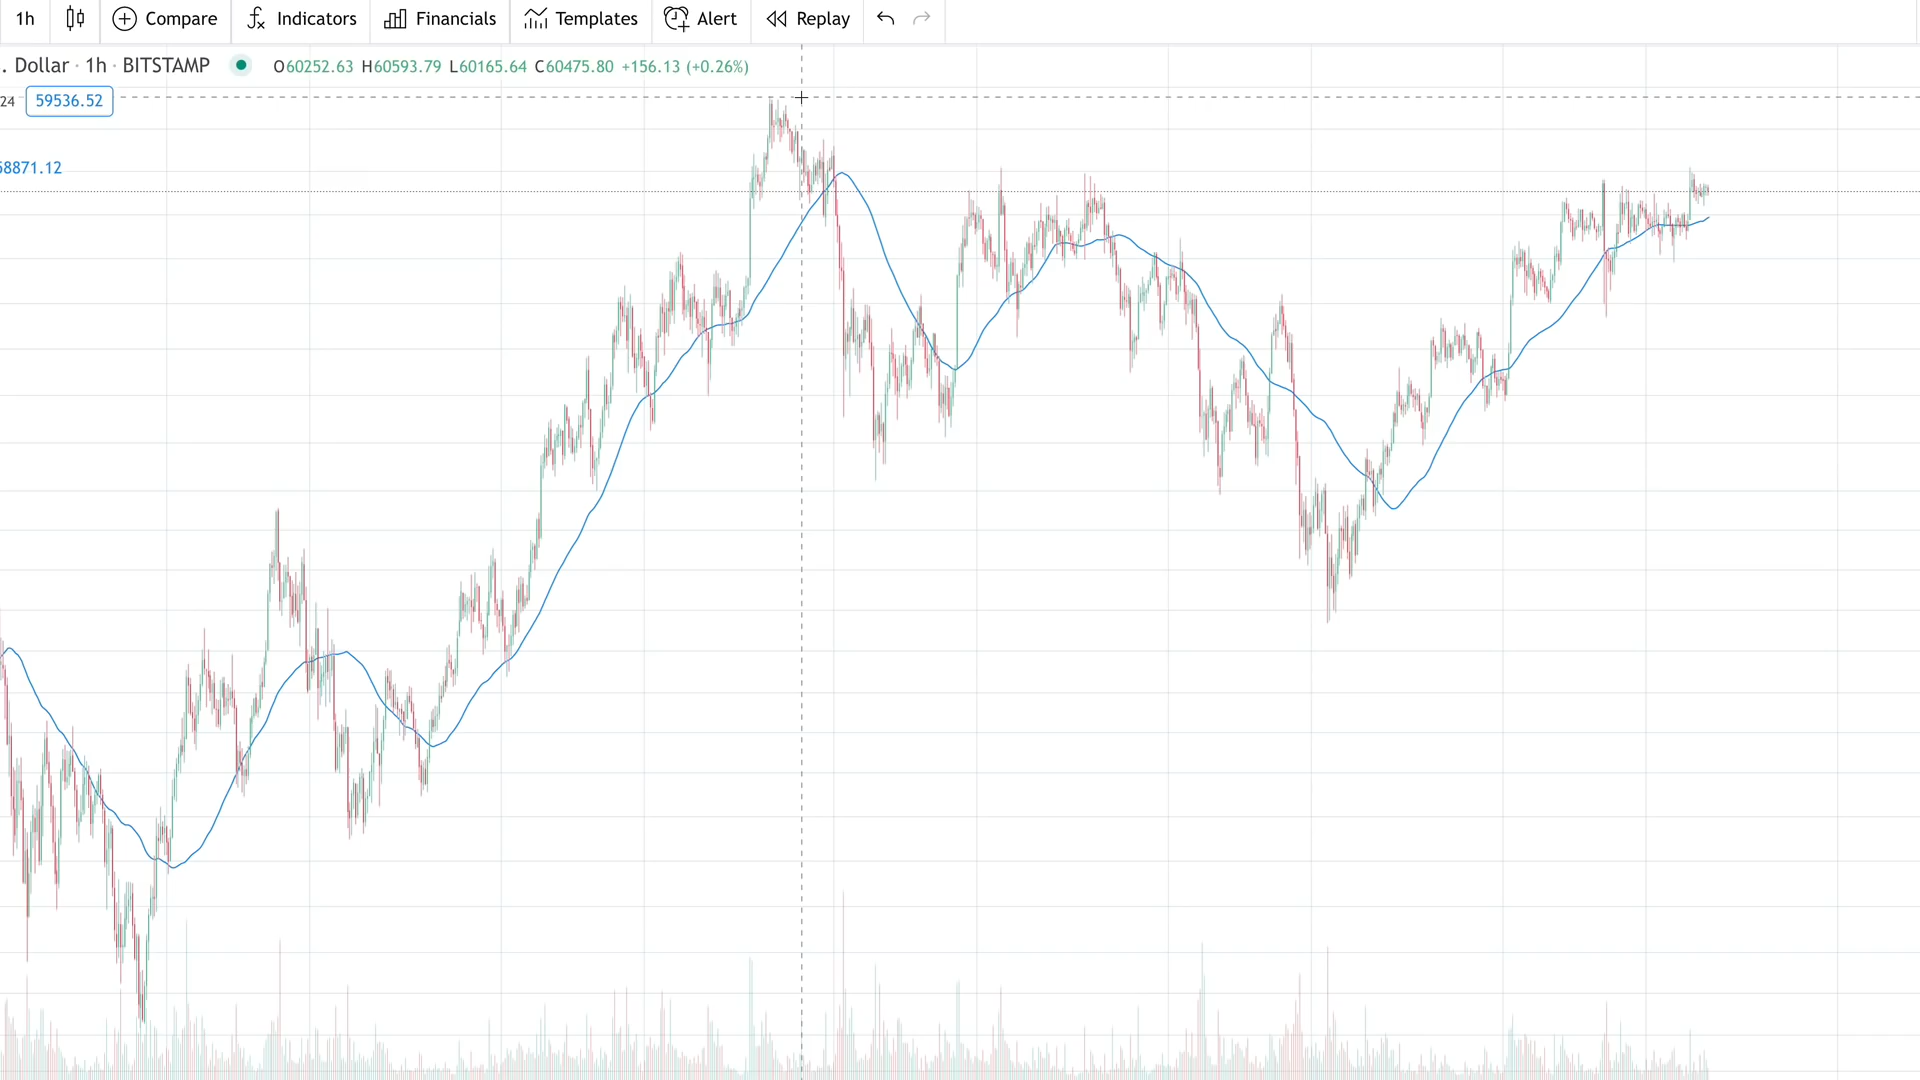 1h Compare Indicators Financials Templates Alert Replay
. Dollar · 1h · BITSTAMP O60252.63 H60593.79 L60165.64 C60475.80 +156.13 (+0.26%)
24 59536.52
58871.12